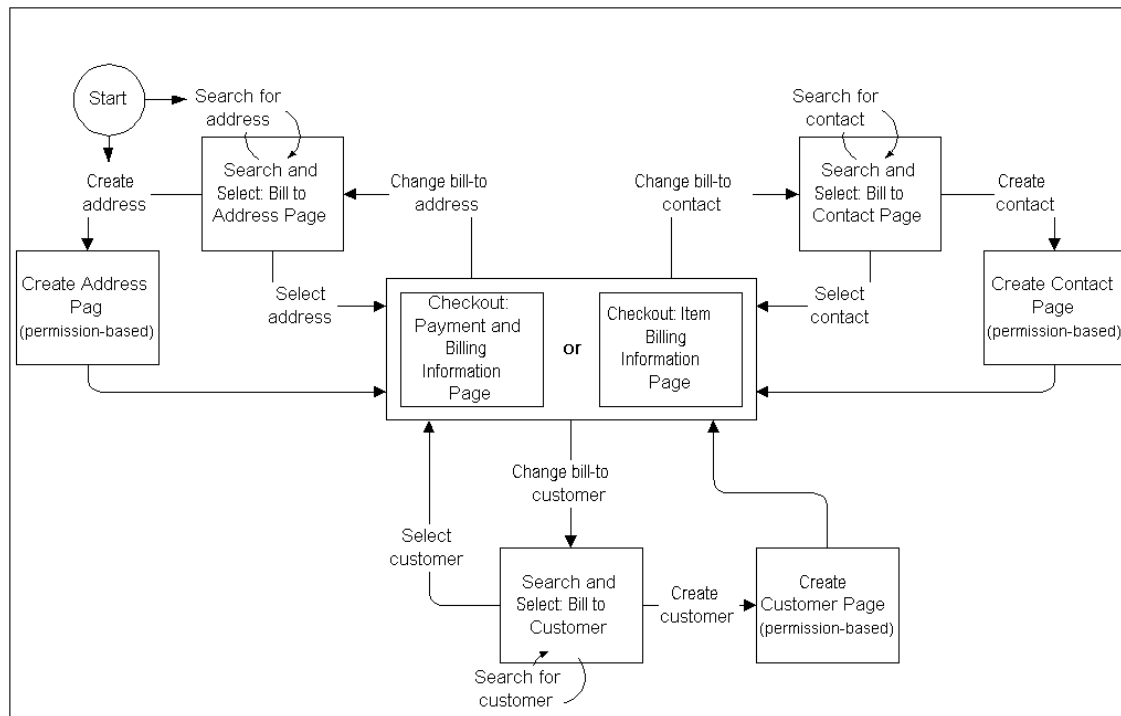 Start
Search for
address
Create
address
Search and
Select: Bill to
Address Page
Change bill-to
address
Create Address
Pag
(permission-based)
Select
address
Change bill-to
contact
Search for
contact
Search and
Select: Bill to
Contact Page
Create
contact
Select
contact
Create Contact
Page
(permission-based)
Checkout:
Payment and
Billing
Information
Page
or
Checkout: Item
Billing
Information
Page
Change bill-to
customer
Select
customer
Search and
Select: Bill to
Customer
Search for
customer
Create
customer
Create
Customer Page
(permission-based)